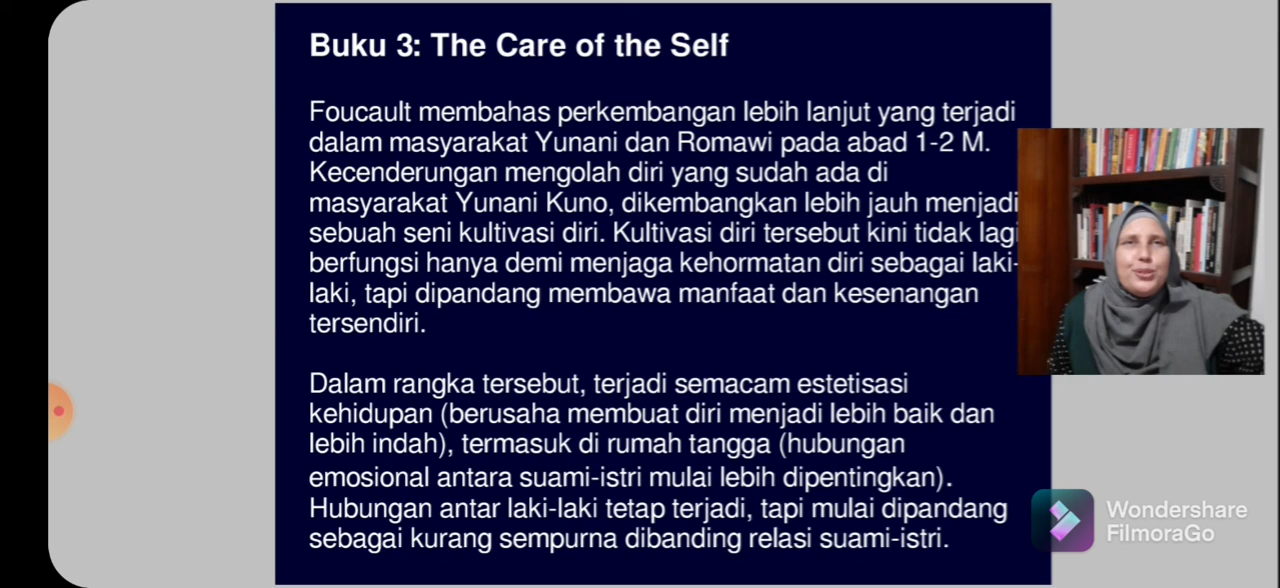 Buku 3: The Care of the Self
Foucault membahas perkembangan lebih lanjut yang terjadi
dalam masyarakat Yunani dan Romawi pada abad 1-2 M.
Kecenderungan mengolah diri yang sudah ada di
masyarakat Yunani Kuno, dikembangkan lebih jauh menjadi
sebuah seni kultivasi diri. Kultivasi diri tersebut kini tidak lagi
berfungsi hanya demi menjaga kehormatan diri sebagai laki-
laki, tapi dipandang membawa manfaat dan kesenangan
tersendiri.
Dalam rangka tersebut, terjadi semacam estetisasi
kehidupan (berusaha membuat diri menjadi lebih baik dan
lebih indah), termasuk di rumah tangga (hubungan
emosional antara suami-istri mulai lebih dipentingkan).
Hubungan antar laki-laki tetap terjadi, tapi mulai dipandang
sebagai kurang sempurna dibanding relasi suami-istri.
Wondershare
FilmoraGo